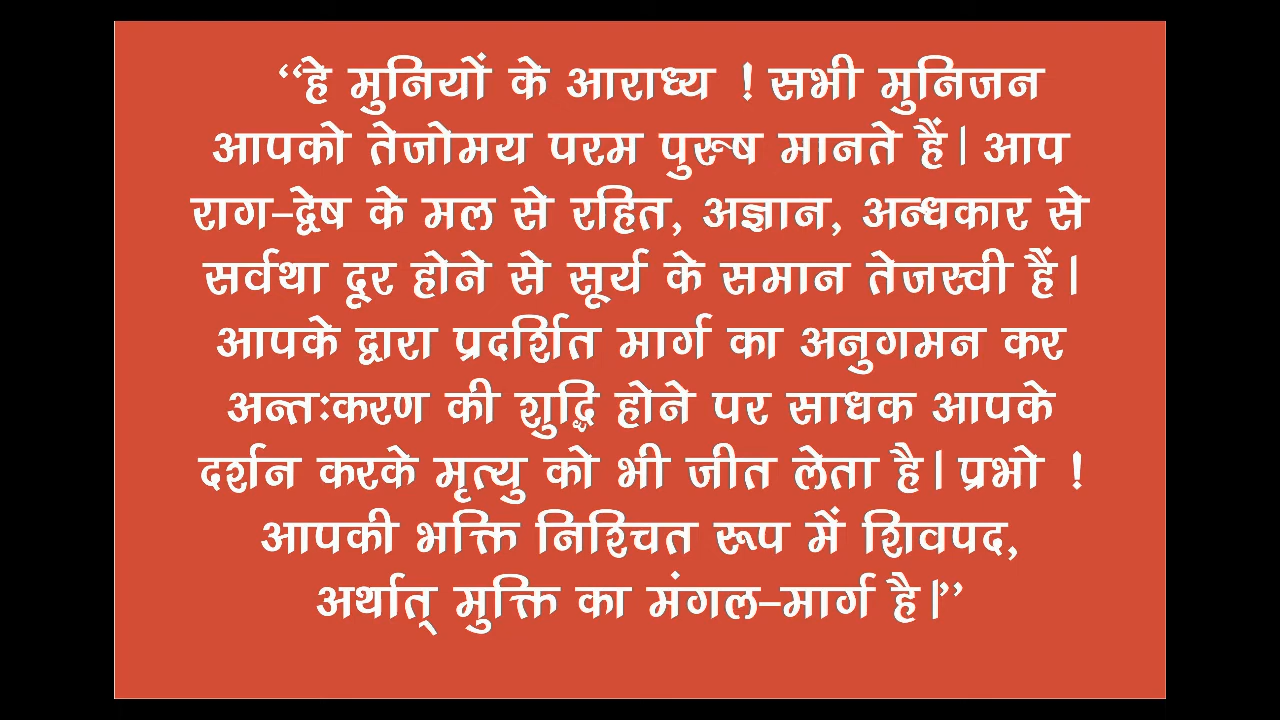 “हे मुनियों के आराध्य ! सभी मुनिजन
आपको तेजोमय परम पुरूष मानते हैं। आप
राग-द्वेष के मल से रहित, अज्ञान, अन्धकार से
सर्वथा दूर होने से सूर्य के समान तेजस्वी हैं।
आपके द्वारा प्रदर्शित मार्ग का अनुगमन कर
अन्तःकरण की शुद्धि होने पर साधक आपके
दर्शन करके मृत्यु को भी जीत लेता है। प्रभो !
आपकी भक्ति निश्चित रूप में शिवपद,
अर्थात् मुक्ति का मंगल-मार्ग है।”